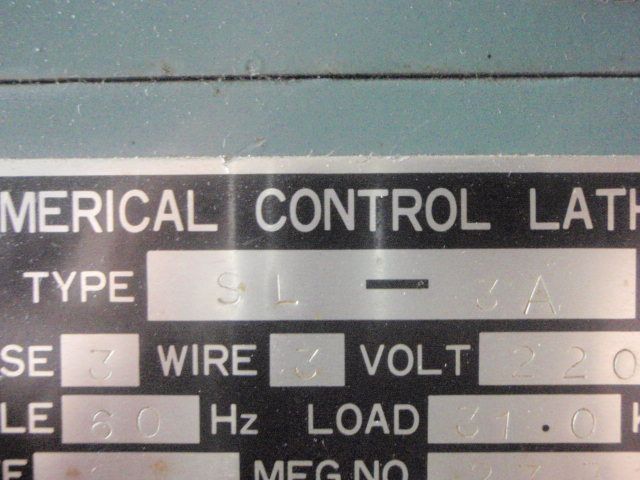 MERICAL CONTROL LATH
TYPE SL-3A
SE 3 WIRE 3 VOLT 220
LE 60 Hz LOAD 31.0 K
MFG.NO